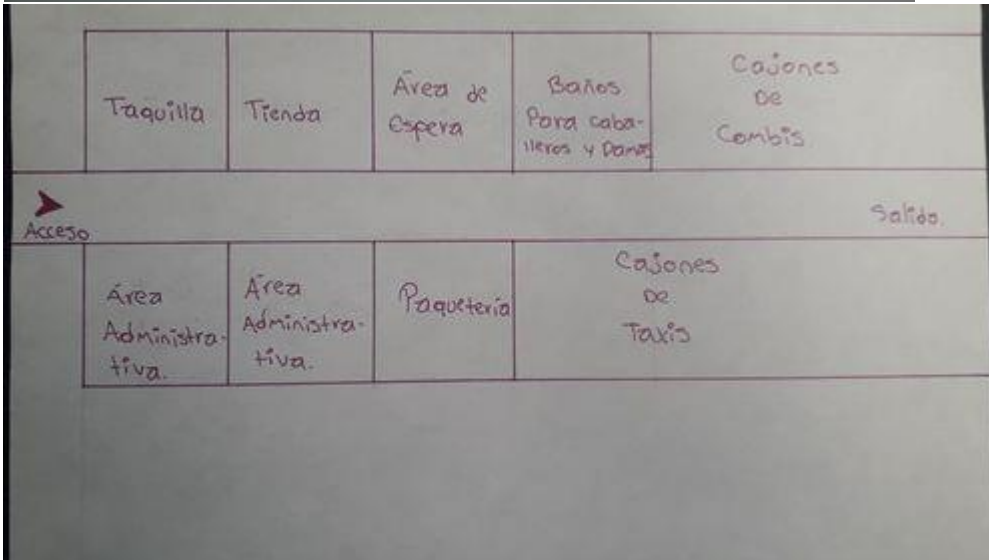 Taquilla
Tienda
Área de
Espera
Baños
Para caba-
lleros y Damas
Cajones
De
Combis.
Acceso
Salida.
Área
Administra-
tiva.
Área
Administra-
tiva.
Paquetería
Cajones
De
Taxis